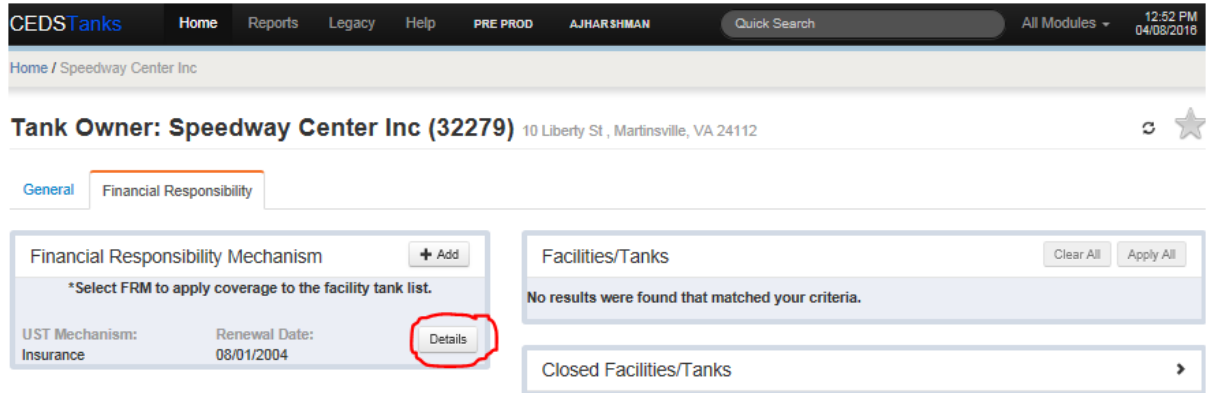 CEDSTanks Home Reports Legacy Help PRE PROD AJHARSHMAN Quick Search All Modules 12:52 PM
04/08/2016
Home / Speedway Center Inc
Tank Owner: Speedway Center Inc (32279) 10 Liberty St , Martinsville, VA 24112
General Financial Responsibility
Financial Responsibility Mechanism + Add
*Select FRM to apply coverage to the facility tank list.
UST Mechanism: Renewal Date: Details
Insurance 08/01/2004
Facilities/Tanks Clear All Apply All
No results were found that matched your criteria.
Closed Facilities/Tanks